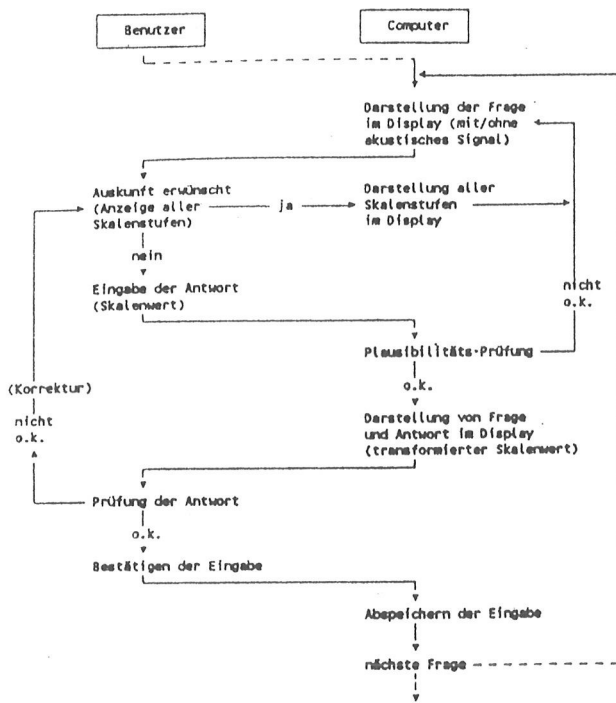 Benutzer
Computer
Darstellung der Frage
im Display (mit/ohne
akustisches Signal)
Auskunft erwünscht
(Anzeige aller
Skalenstufen)
ja
Darstellung aller
Skalenstufen
im Display
nein
Eingabe der Antwort
(Skalenwert)
nicht
o.k.
Plausibilitäts-Prüfung
o.k.
(Korrektur)
nicht
o.k.
Darstellung von Frage
und Antwort im Display
(transformierter Skalenwert)
Prüfung der Antwort
o.k.
Bestätigen der Eingabe
Abspeichern der Eingabe
nächste Frage